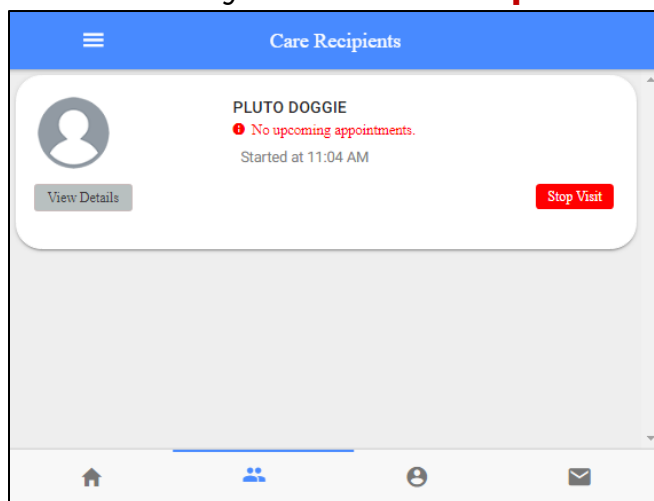 Care Recipients
PLUTO DOGGIE
No upcoming appointments.
Started at 11:04 AM
View Details
Stop Visit